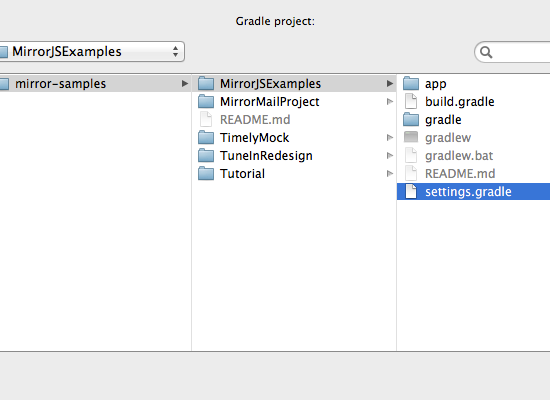 Gradle project:
MirrorJSExamples
mirror-samples
MirrorJSExamples
MirrorMailProject
README.md
TimelyMock
TuneInRedesign
Tutorial
app
build.gradle
gradle
gradlew
gradlew.bat
README.md
settings.gradle